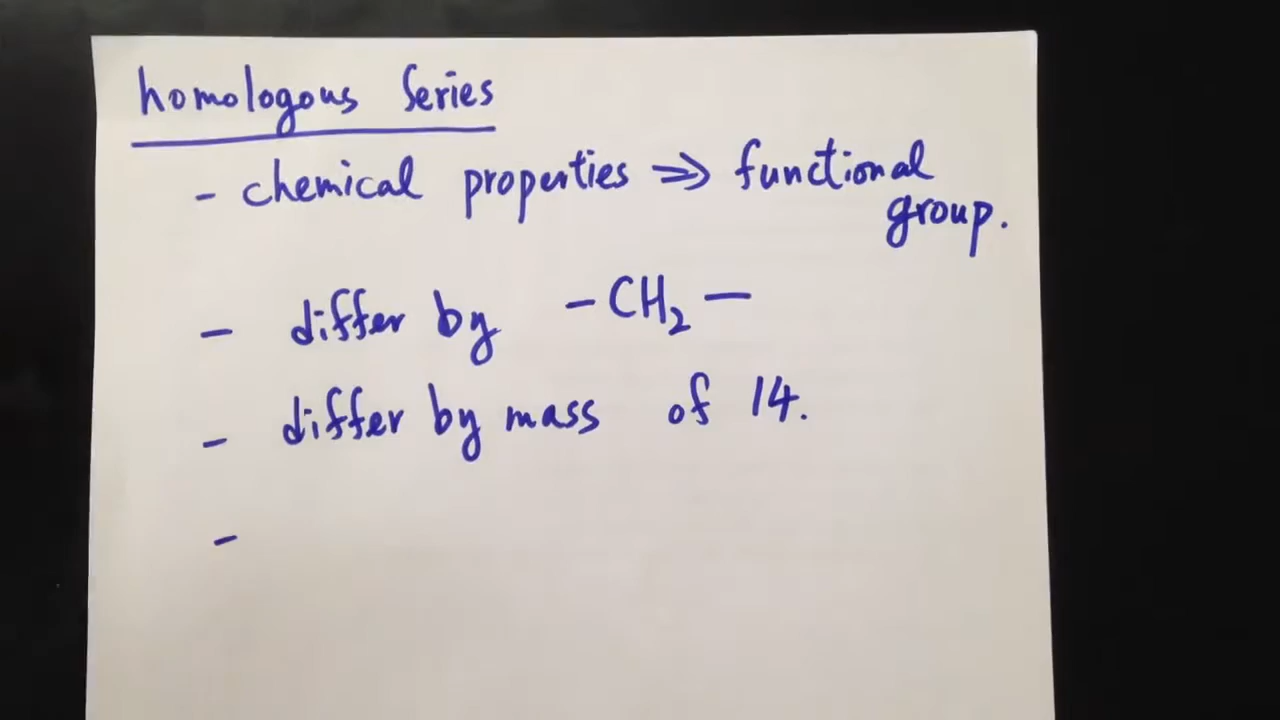 homologous Series
- chemical properties ⇒ functional
group.
- differ by -CH₂-
- differ by mass of 14.
-